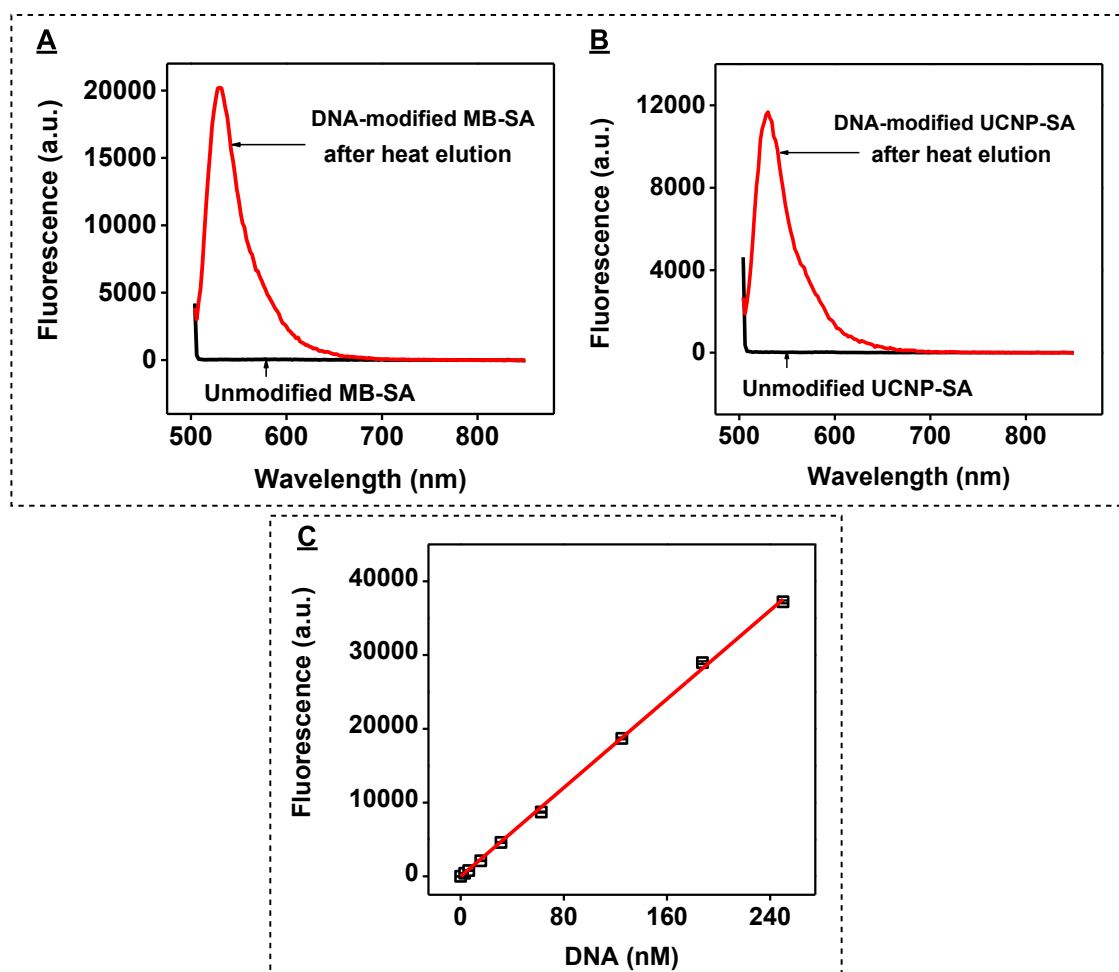 A
Fluorescence (a.u.)
20000
15000
10000
5000
0
DNA-modified MB-SA
after heat elution
Unmodified MB-SA
500 600 700 800
Wavelength (nm)
B
Fluorescence (a.u.)
12000
8000
4000
0
DNA-modified UCNP-SA
after heat elution
Unmodified UCNP-SA
500 600 700 800
Wavelength (nm)
C
Fluorescence (a.u.)
40000
30000
20000
10000
0
0 80 160 240
DNA (nM)